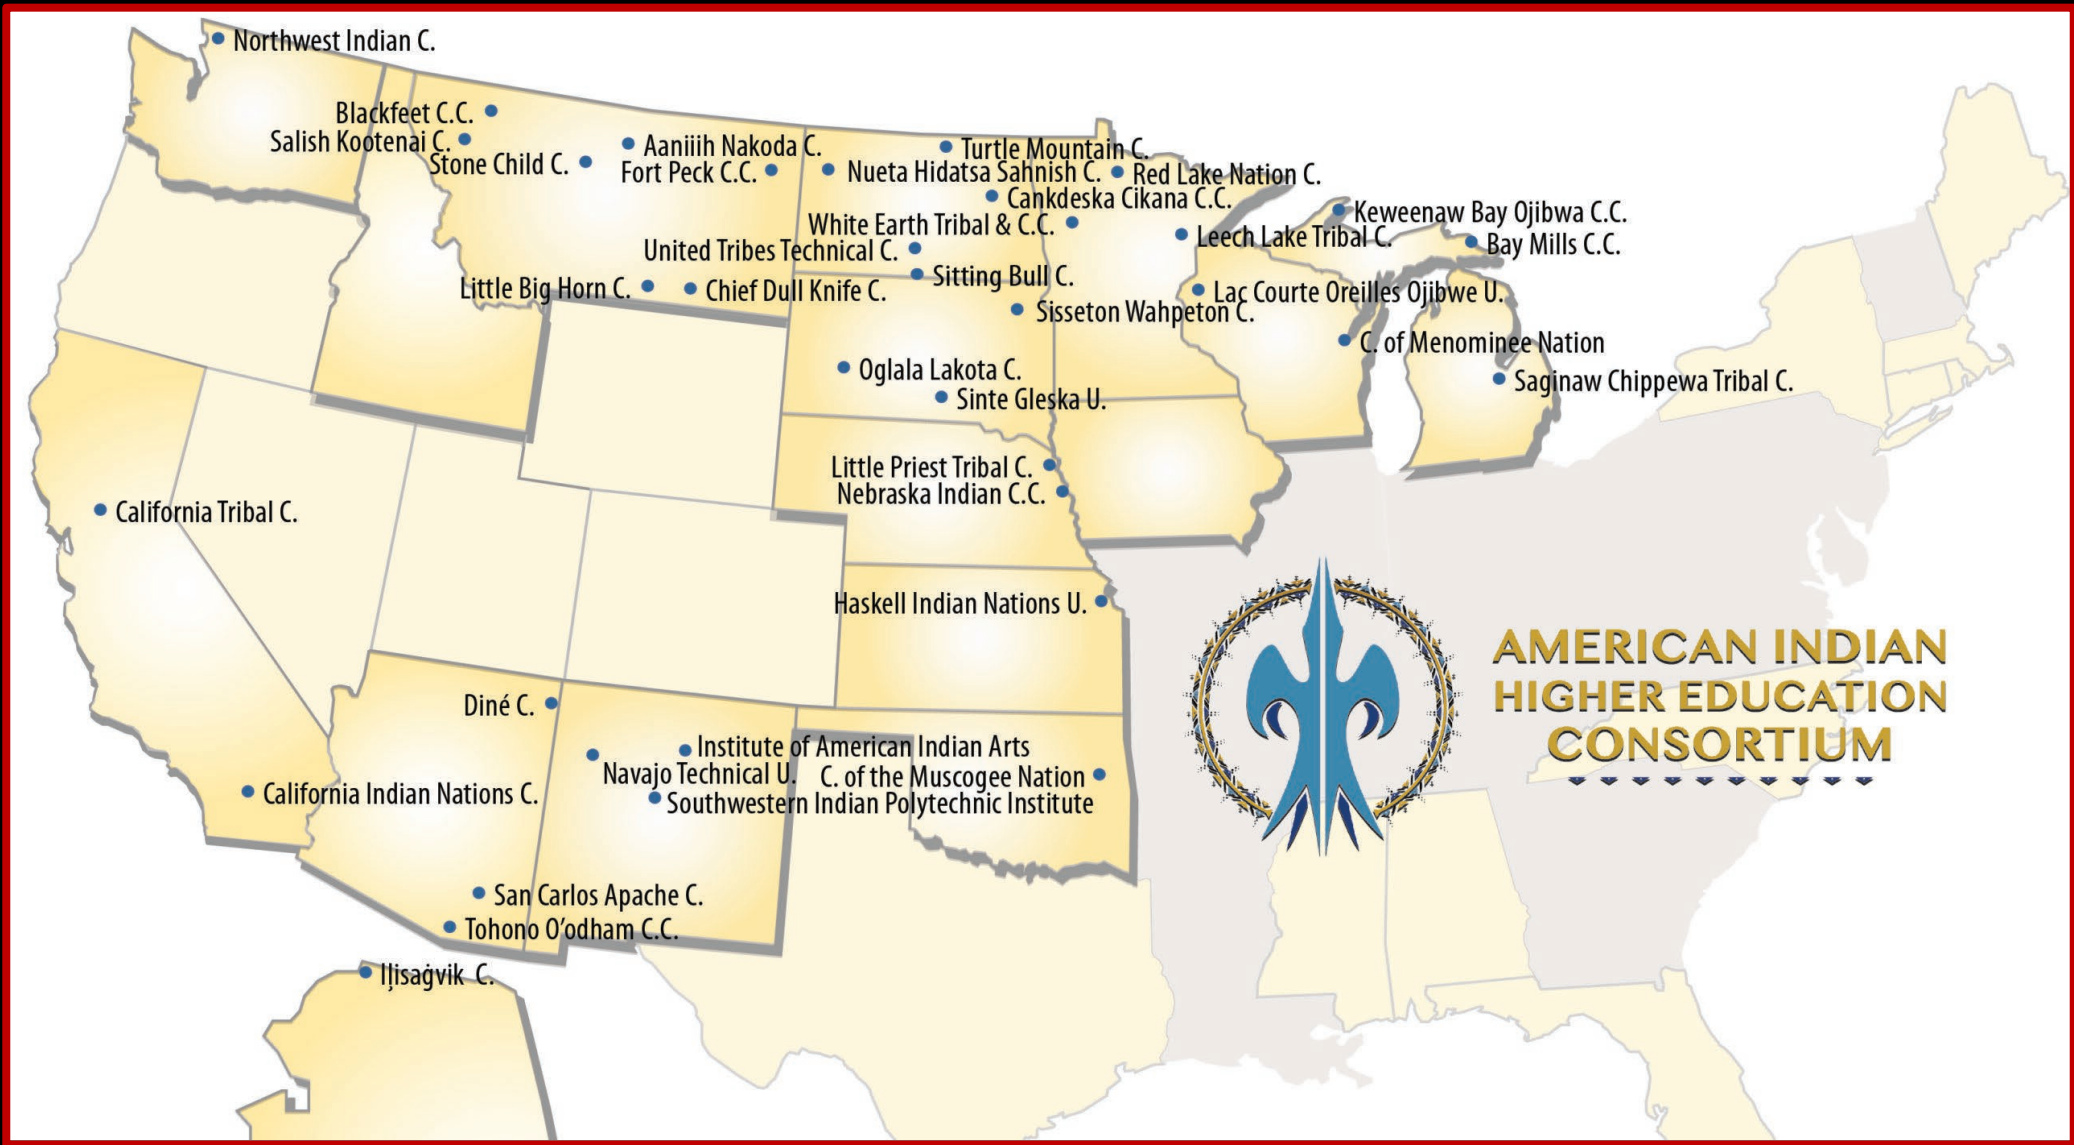 Northwest Indian C.
Blackfeet C.C.
Salish Kootenai C.
Stone Child C.
Aaniiih Nakoda C.
Fort Peck C.C.
Turtle Mountain C.
Nueta Hidatsa Sahnish C.
Red Lake Nation C.
Cankdeska Cikana C.C.
White Earth Tribal & C.C.
Keweenaw Bay Ojibwa C.C.
Leech Lake Tribal C.
Bay Mills C.C.
United Tribes Technical C.
Sitting Bull C.
Little Big Horn C.
Chief Dull Knife C.
Lac Courte Oreilles Ojibwe U.
Sisseton Wahpeton C.
C. of Menominee Nation
Oglala Lakota C.
Saginaw Chippewa Tribal C.
Sinte Gleska U.
Little Priest Tribal C.
Nebraska Indian C.C.
California Tribal C.
Haskell Indian Nations U.
AMERICAN INDIAN
HIGHER EDUCATION
CONSORTIUM
Diné C.
Institute of American Indian Arts
Navajo Technical U.
C. of the Muscogee Nation
California Indian Nations C.
Southwestern Indian Polytechnic Institute
San Carlos Apache C.
Tohono O’odham C.C.
Iḷisaġvik C.